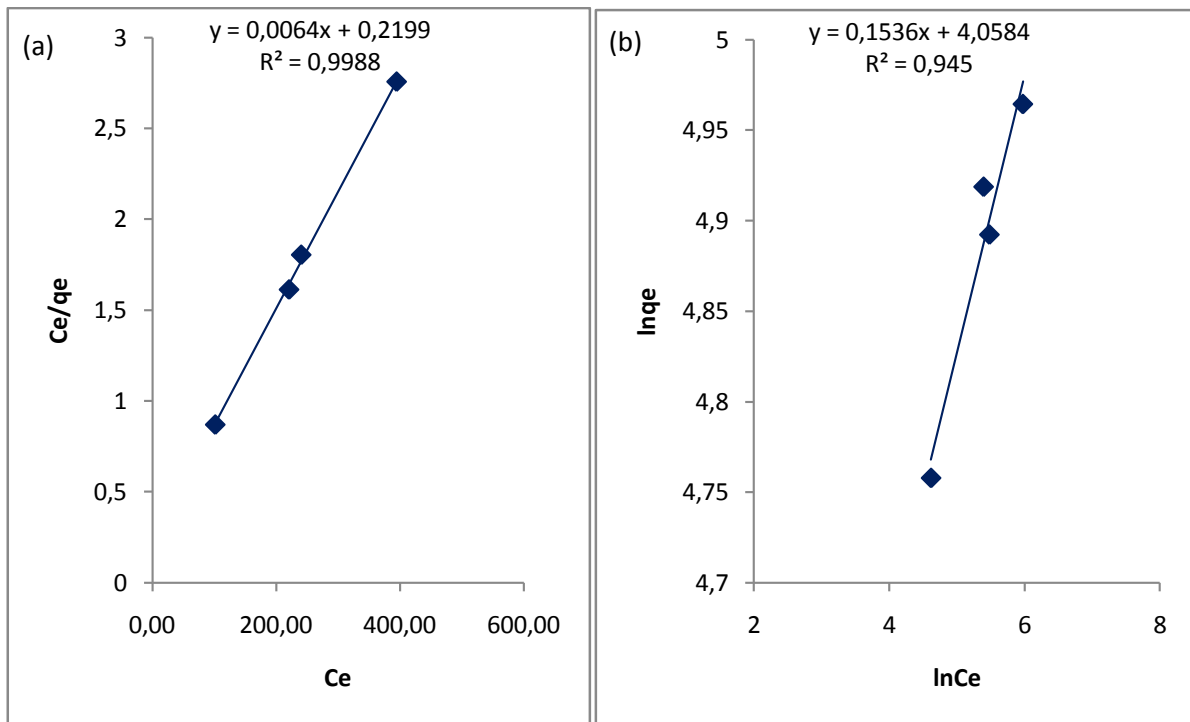 (a)
y = 0,0064x + 0,2199
R² = 0,9988
3
2,5
2
1,5
1
0,5
0
Ce/qe
0,00 200,00 400,00 600,00
Ce
(b)
y = 0,1536x + 4,0584
R² = 0,945
5
4,95
4,9
4,85
4,8
4,75
4,7
lnqe
2 4 6 8
lnCe